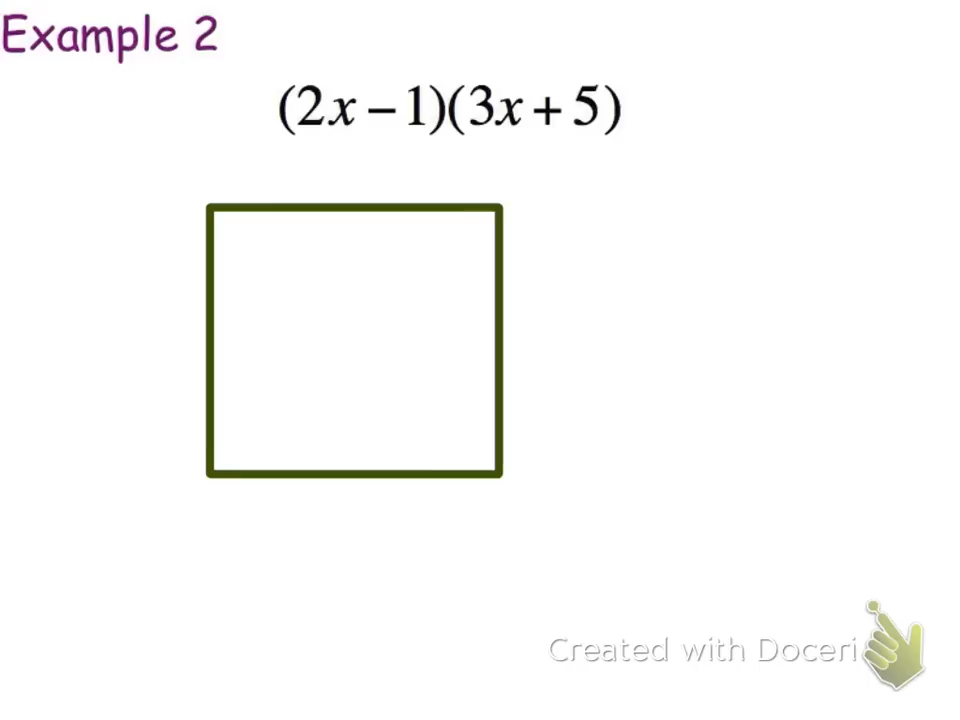 Example 2
(2x − 1)(3x + 5)
Created with Doceri